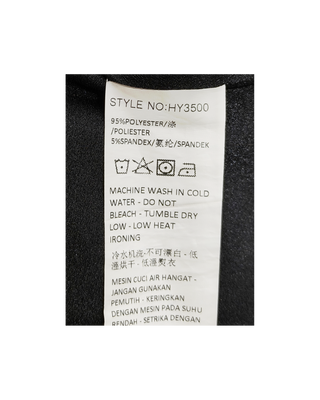 STYLE NO:HY3500
95%POLYESTER/涤
/POLIESTER
5%SPANDEX/氨纶/SPANDEK
MACHINE WASH IN COLD
WATER - DO NOT
BLEACH - TUMBLE DRY
LOW - LOW HEAT
IRONING
冷水机洗-不可漂白-低
温烘干-低温熨衣
MESIN CUCI AIR HANGAT -
JANGAN GUNAKAN
PEMUTIH - KERINGKAN
DENGAN MESIN PADA SUHU
RENDAH - SETRIKA DENGAN